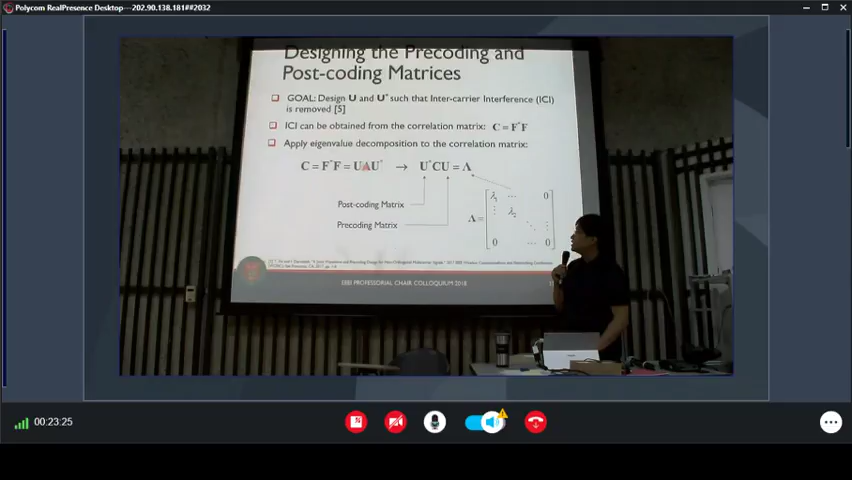 Polycom RealPresence Desktop---202.90.138.181##2032
Designing the Precoding and
Post-coding Matrices
GOAL: Design U and U* such that Inter-carrier Interference (ICI)
is removed [5]
ICI can be obtained from the correlation matrix: C = F*F
Apply eigenvalue decomposition to the correlation matrix:
C = F*F = UΛU* → U*CU = Λ
Post-coding Matrix
Precoding Matrix
Λ =
λ1 ... 0
⋮ λ2
⋱ ⋮
0 ... 0
EEEI PROFESSORIAL CHAIR COLLOQUIUM 2018
00:23:25